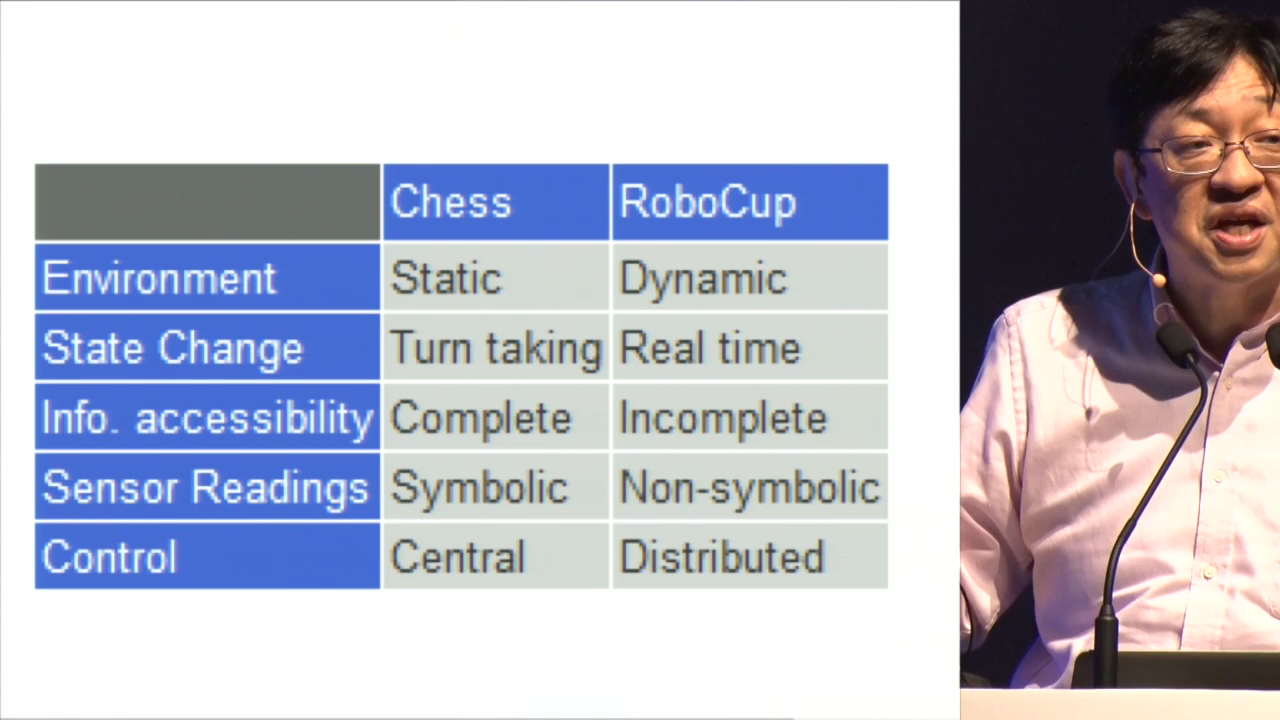 Chess RoboCup
Environment Static Dynamic
State Change Turn taking Real time
Info. accessibility Complete Incomplete
Sensor Readings Symbolic Non-symbolic
Control Central Distributed